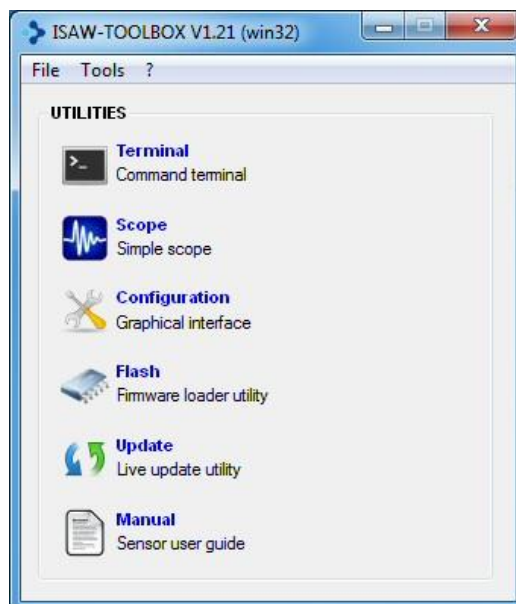 ISAW-TOOLBOX V1.21 (win32)
File Tools ?
UTILITIES
>_
Terminal
Command terminal
Scope
Simple scope
Configuration
Graphical interface
Flash
Firmware loader utility
Update
Live update utility
Manual
Sensor user guide